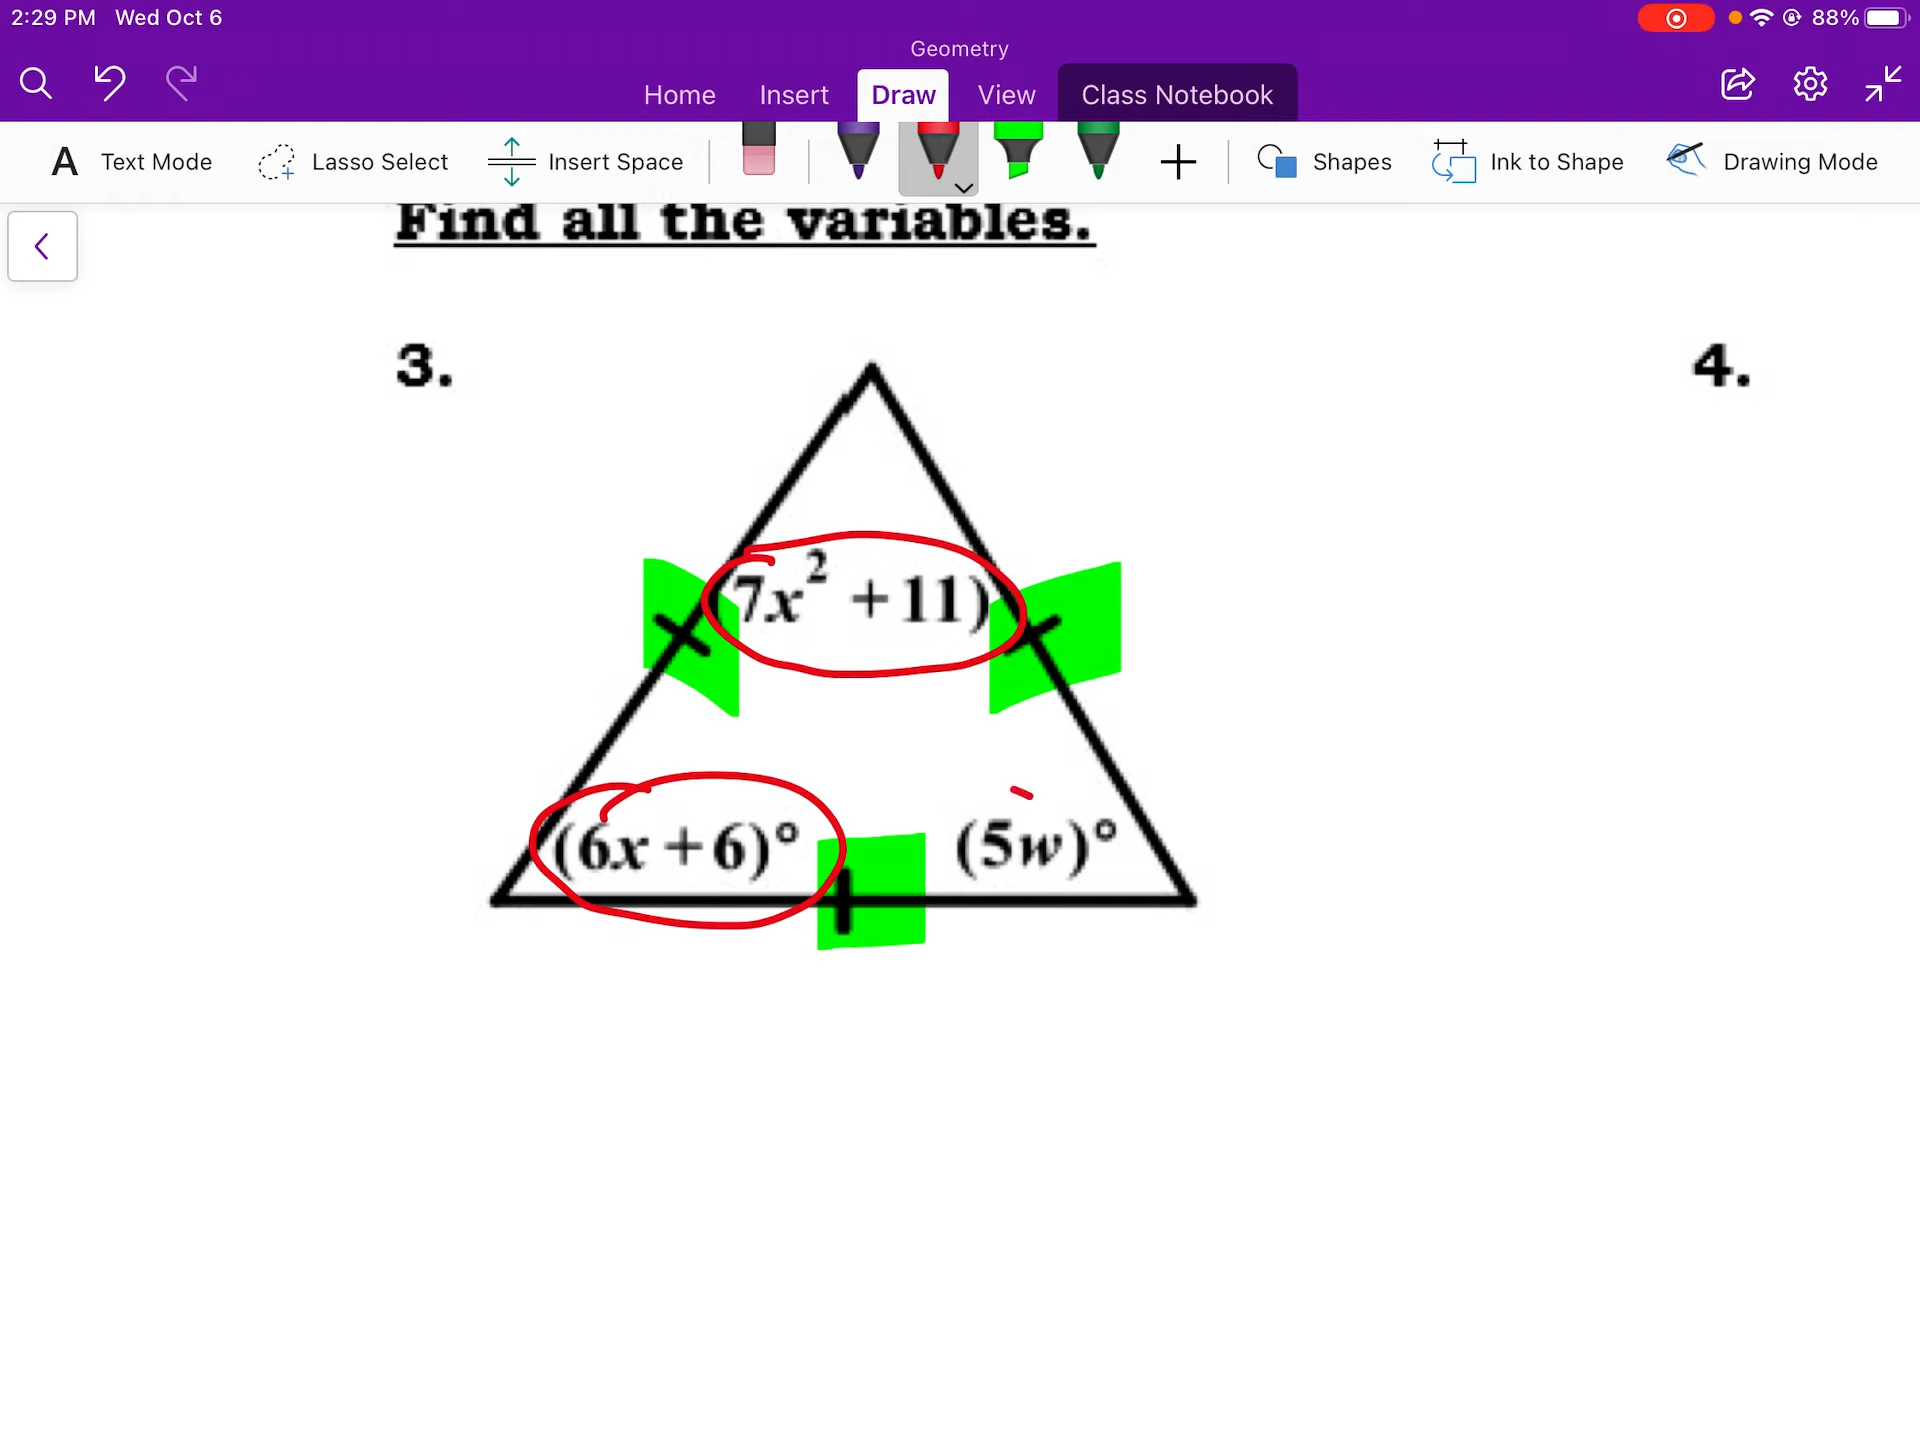 2:29 PM Wed Oct 6 88%
Geometry
Home Insert Draw View Class Notebook
A Text Mode Lasso Select Insert Space Shapes Ink to Shape Drawing Mode
Find all the variables.
3. 4.
7x² + 11)
(6x + 6)° (5w)°